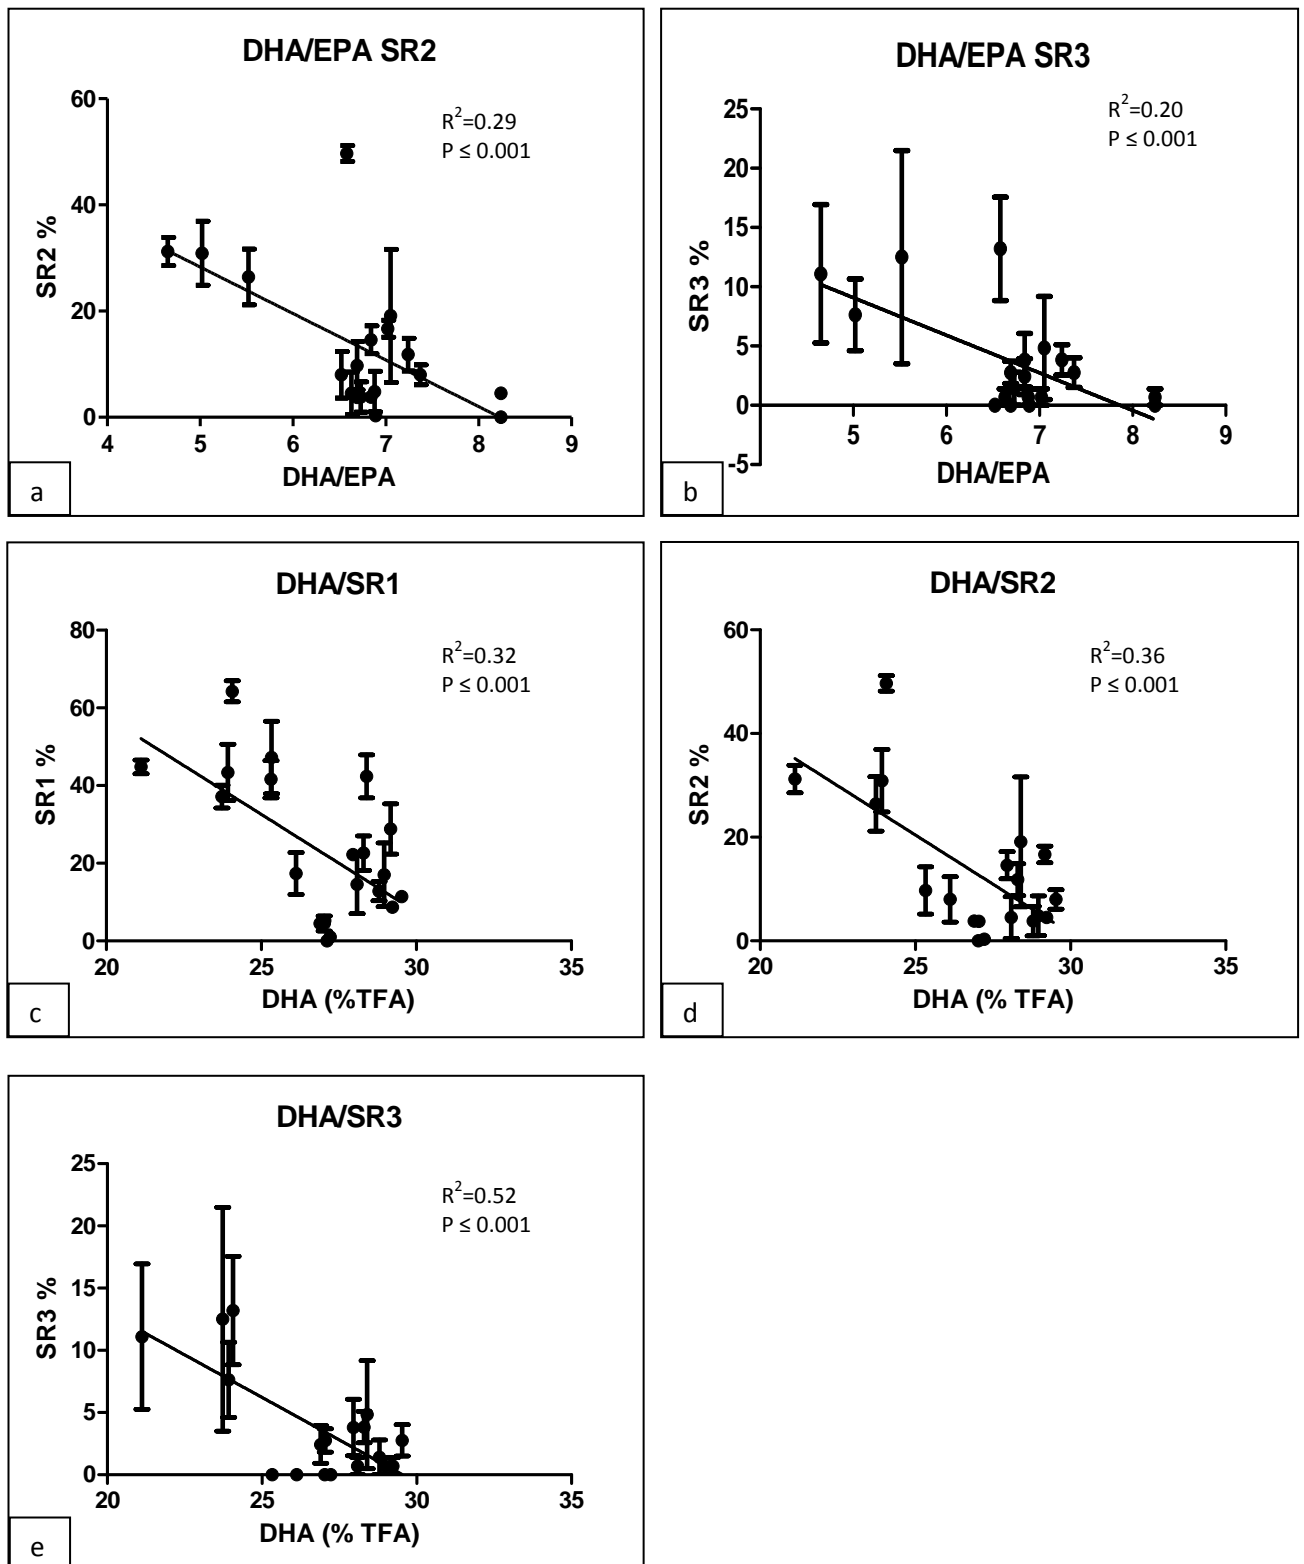 DHA/EPA SR2
R²=0.29
P ≤ 0.001
SR2 %
60
40
20
0
4 5 6 7 8 9
DHA/EPA
a
DHA/EPA SR3
R²=0.20
P ≤ 0.001
SR3 %
25
20
15
10
5
0
-5
5 6 7 8 9
DHA/EPA
b
DHA/SR1
R²=0.32
P ≤ 0.001
SR1 %
80
60
40
20
0
20 25 30 35
DHA (%TFA)
c
DHA/SR2
R²=0.36
P ≤ 0.001
SR2 %
60
40
20
0
20 25 30 35
DHA (% TFA)
d
DHA/SR3
R²=0.52
P ≤ 0.001
SR3 %
25
20
15
10
5
0
20 25 30 35
DHA (% TFA)
e